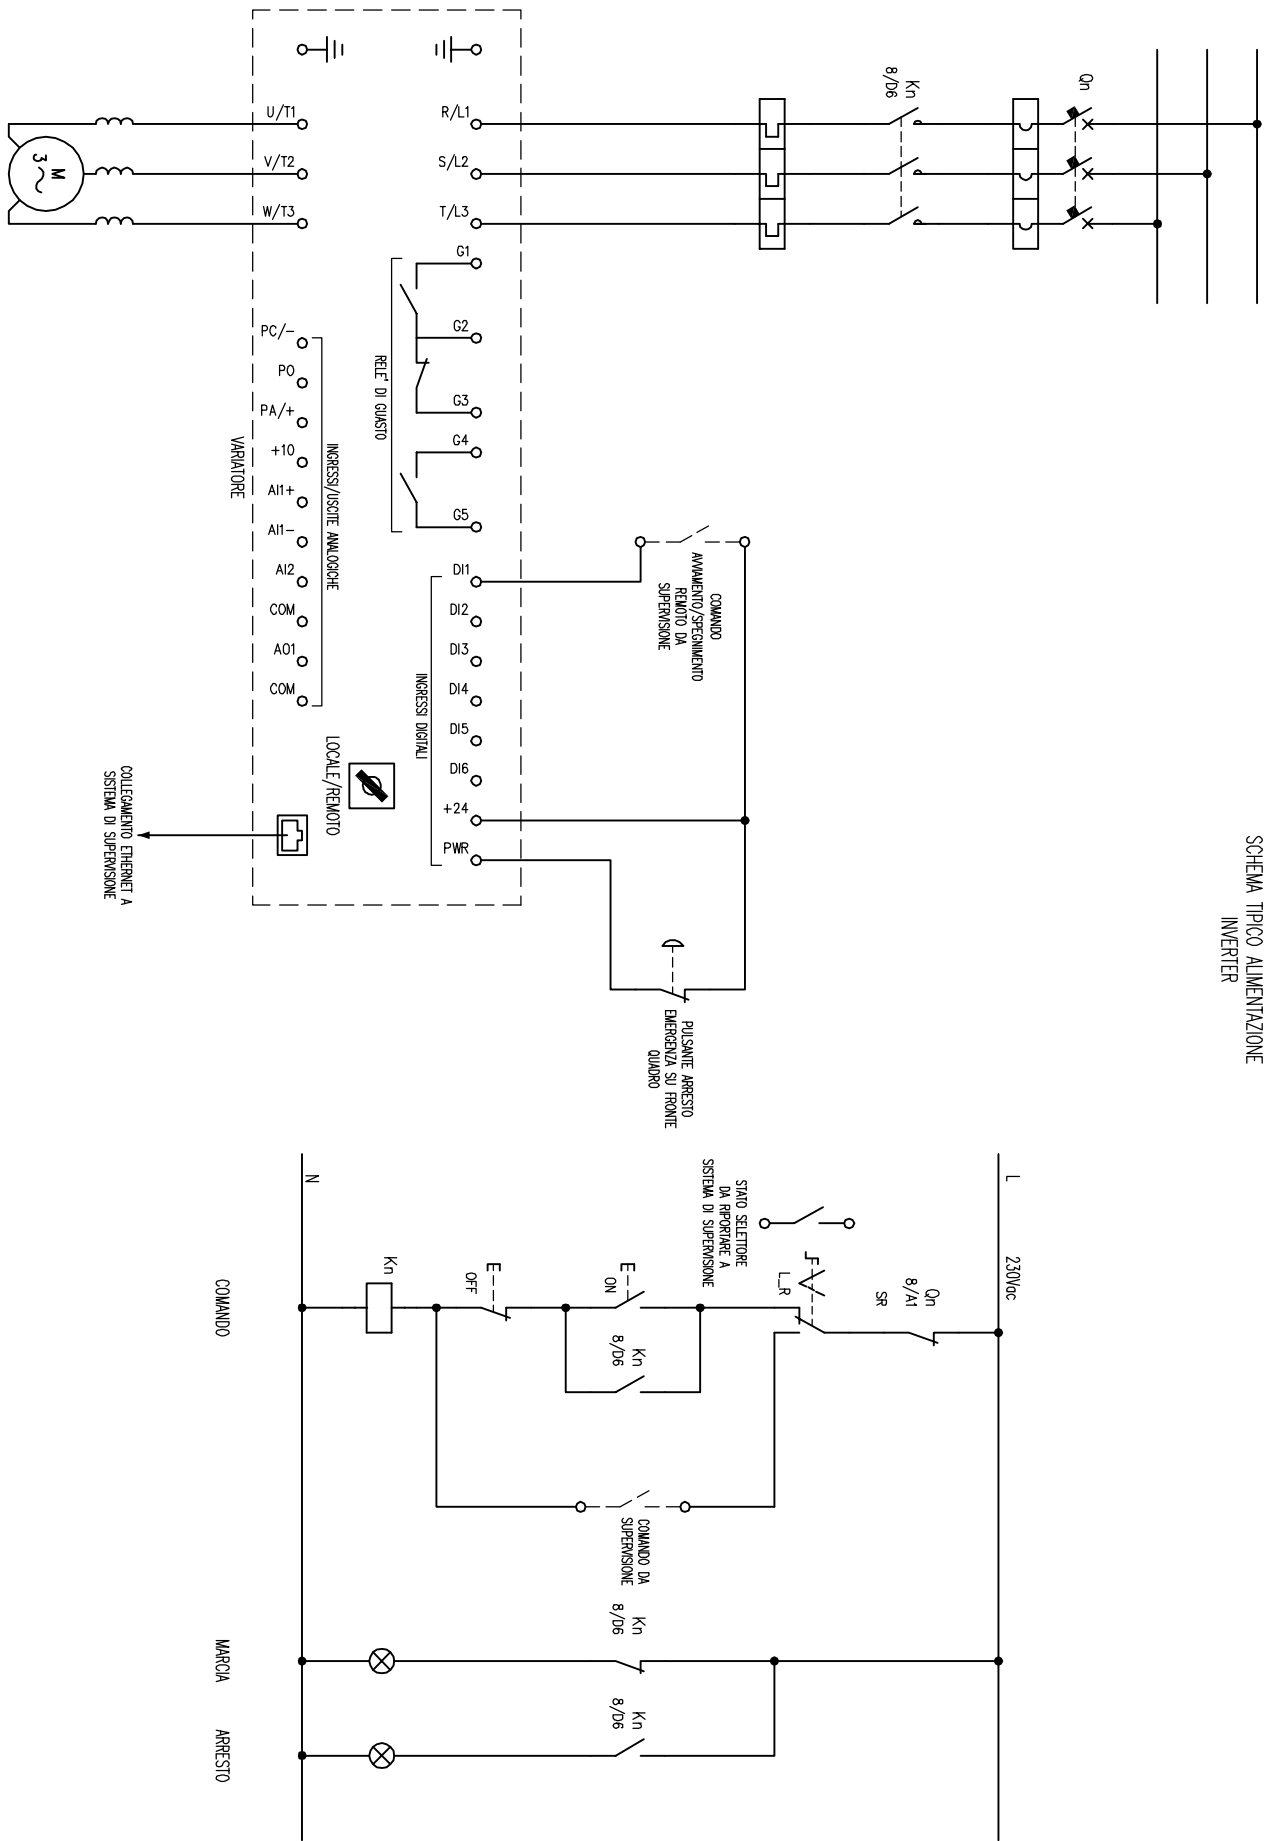 SCHEMA TIPICO ALIMENTAZIONE
INVERTER
Qn
Kn
8/D6
R/L1
S/L2
T/L3
G1
G2
G3
G4
G5
DI1
DI2
DI3
DI4
DI5
DI6
+24
PWR
RELE' DI GUASTO
INGRESSI DIGITALI
U/T1
V/T2
W/T3
PC/-
PO
PA/+
+10
AI1+
AI1-
AI2
COM
AO1
COM
INGRESSI/USCITE ANALOGICHE
VARIATORE
LOCALE/REMOTO
M
3
COLLEGAMENTO ETHERNET A
SISTEMA DI SUPERVISIONE
COMANDO
AVVIAMENTO/SPEGNIMENTO
REMOTO DA
SUPERVISIONE
PULSANTE ARRESTO
EMERGENZA SU FRONTE
QUADRO
L
230Vac
Qn
8/A1
SR
STATO SELETTORE
DA RIPORTARE A
SISTEMA DI SUPERVISIONE
L_R
ON
Kn
8/D6
OFF
Kn
COMANDO DA
SUPERVISIONE
Kn
8/D6
Kn
8/D6
N
COMANDO
MARCIA
ARRESTO